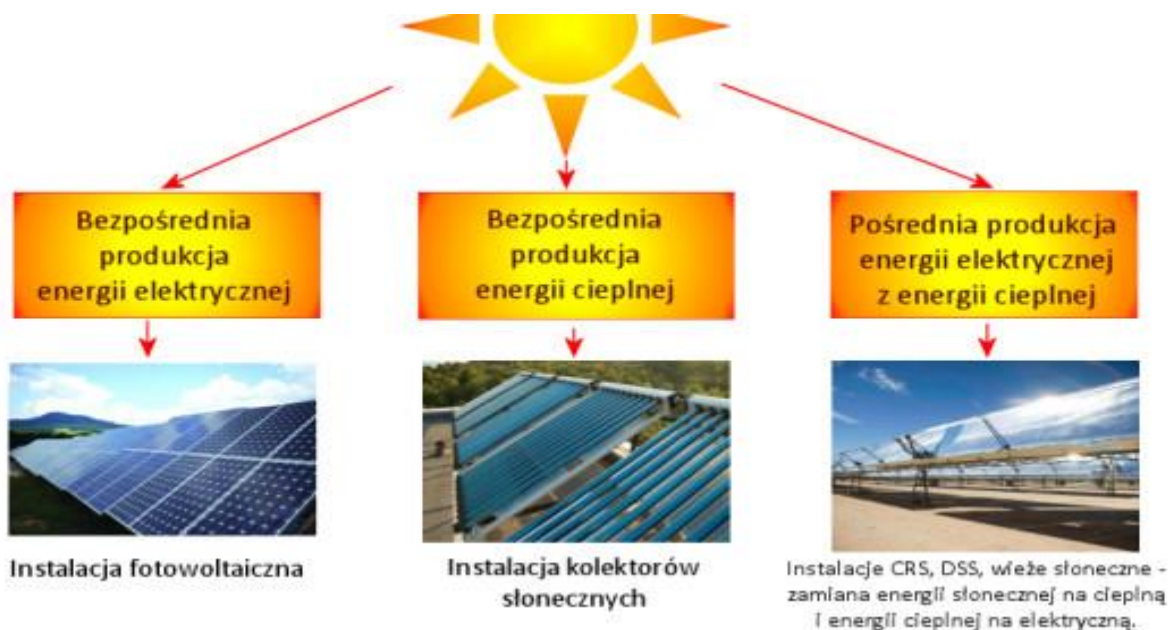 Bezpośrednia
produkcja
energii elektrycznej
Bezpośrednia
produkcja
energii cieplnej
Pośrednia produkcja
energii elektrycznej
z energii cieplnej
Instalacja fotowoltaiczna
Instalacja kolektorów
słonecznych
Instalacje CRS, DSS, wieże słoneczne -
zamiana energii słonecznej na cieplną
i energii cieplnej na elektryczną.